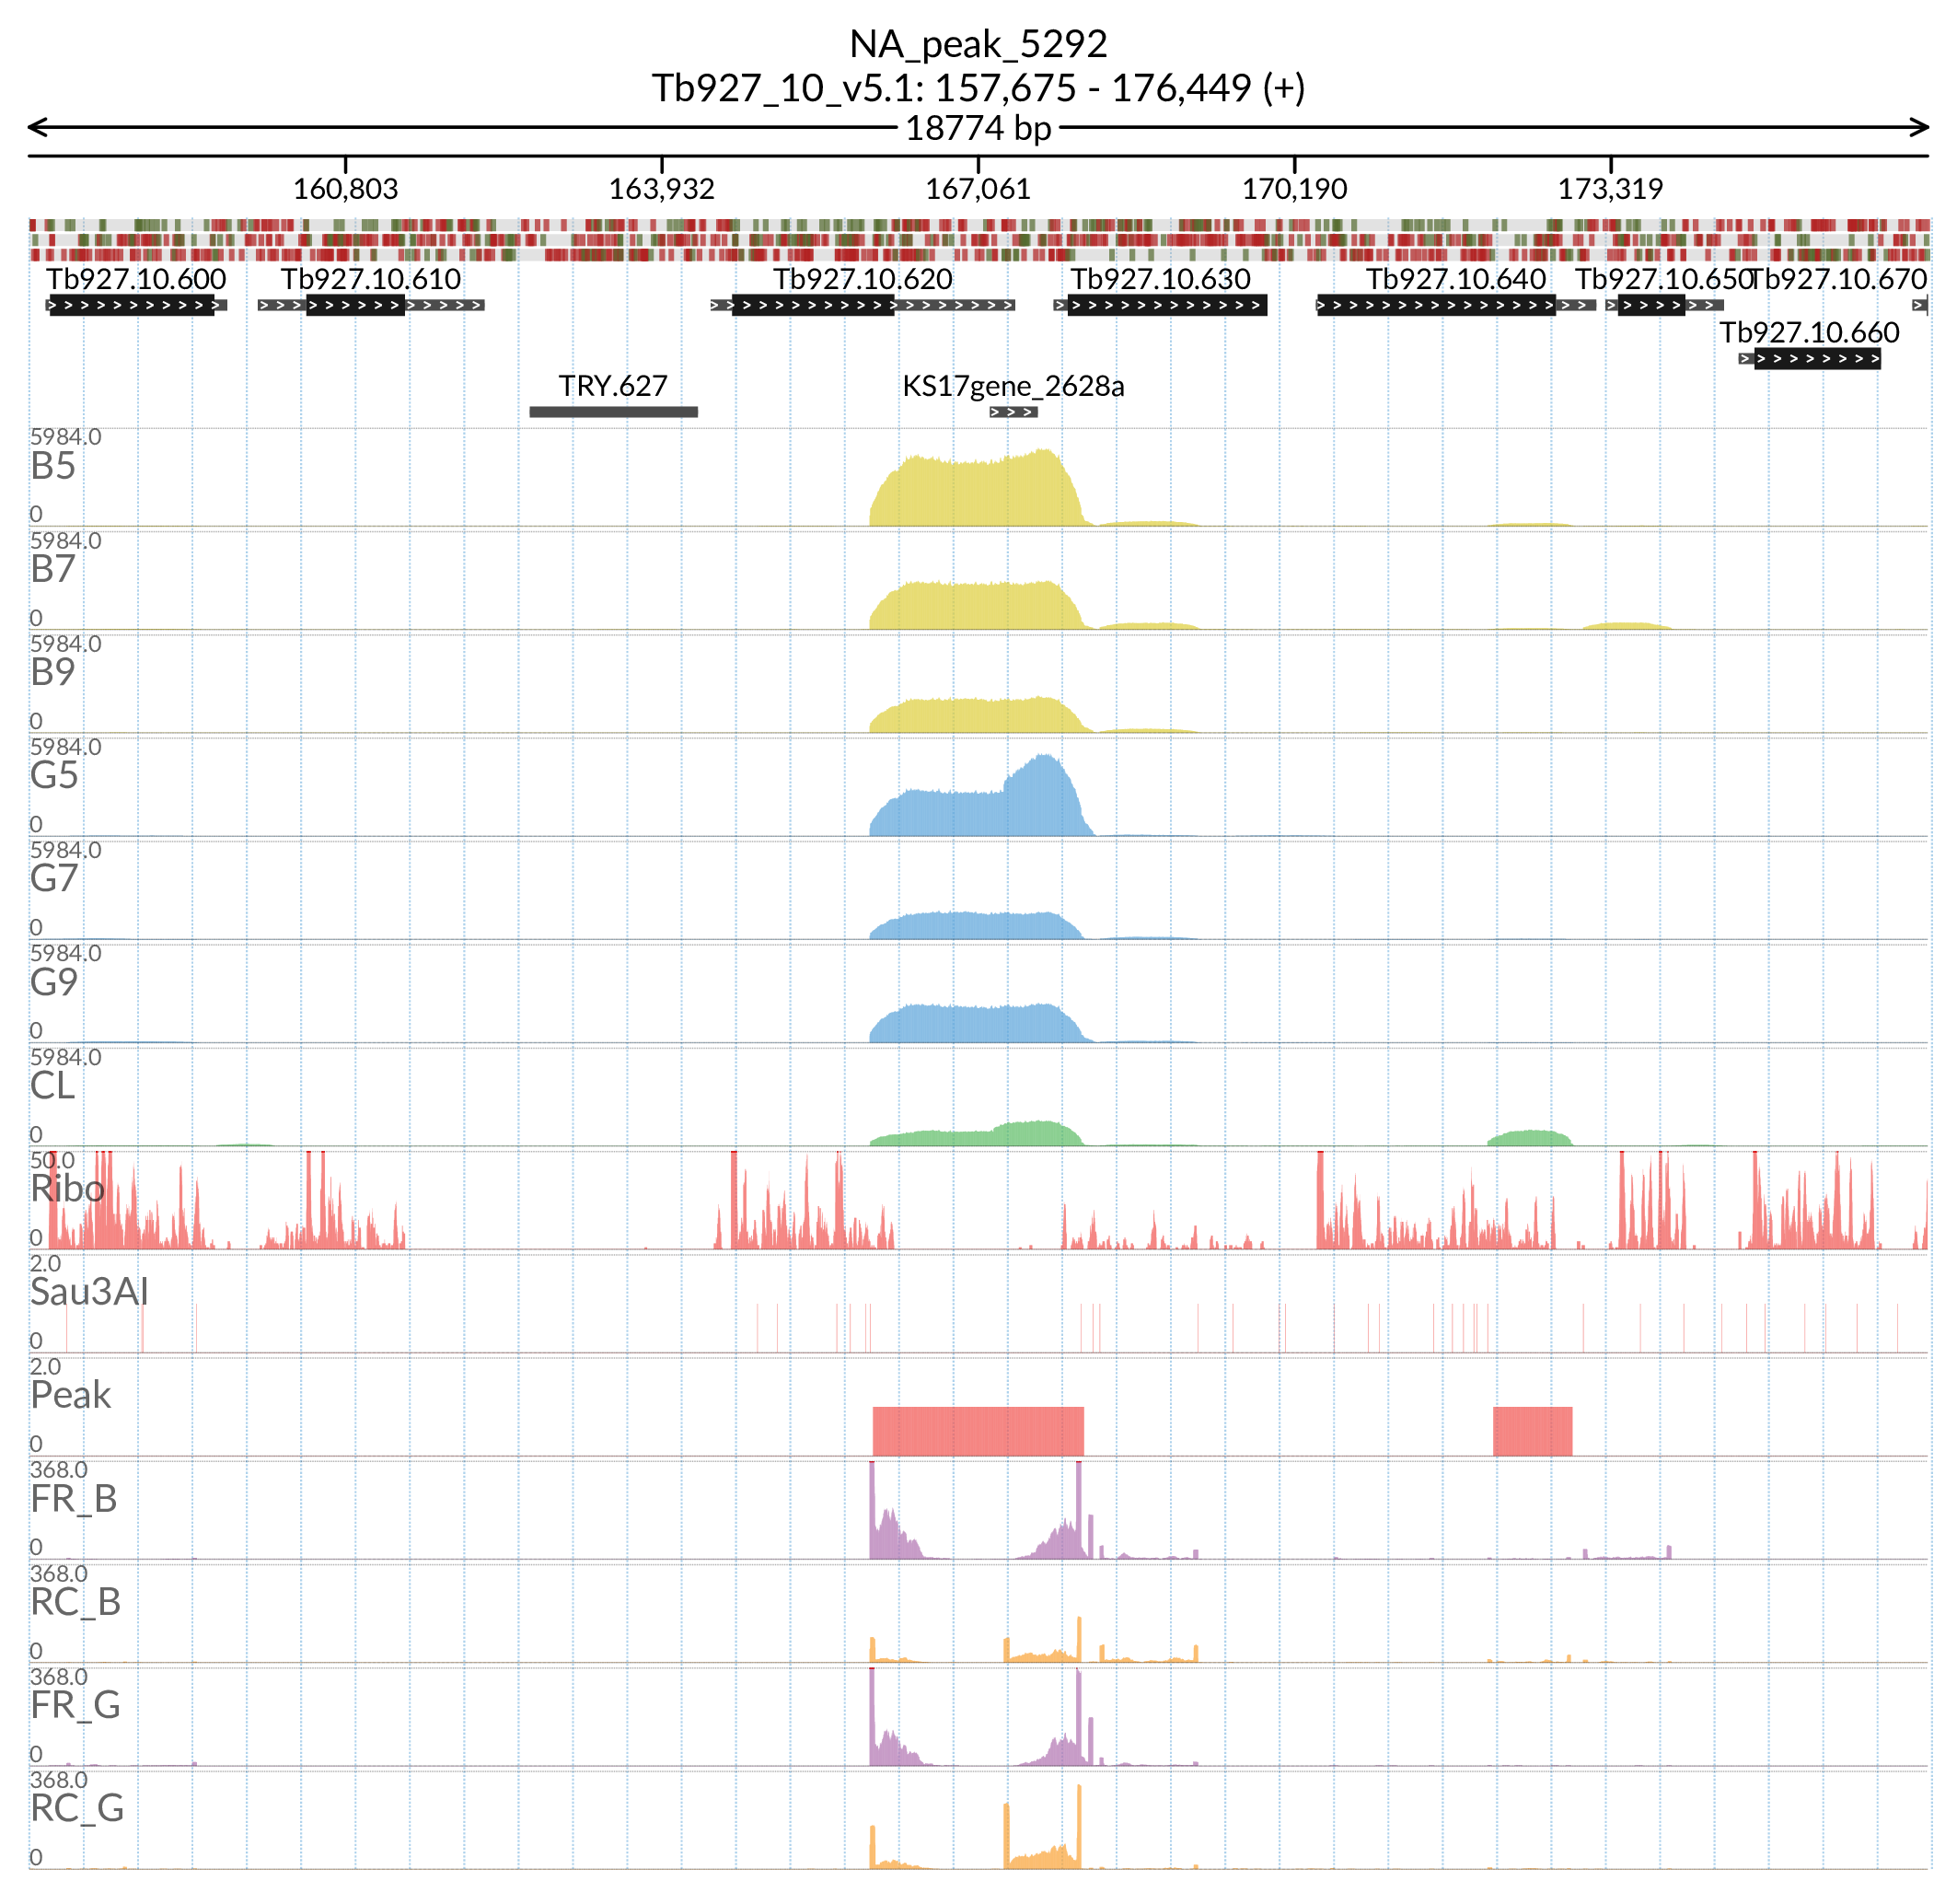 NA_peak_5292
Tb927_10_v5.1: 157,675 - 176,449 (+)
18774 bp
160,803 163,932 167,061 170,190 173,319
Tb927.10.600 Tb927.10.610 Tb927.10.620 Tb927.10.630 Tb927.10.640 Tb927.10.650 Tb927.10.670
Tb927.10.660
TRY.627 KS17gene_2628a
5984.0
B5
0
5984.0
B7
0
5984.0
B9
0
5984.0
G5
0
5984.0
G7
0
5984.0
G9
0
5984.0
CL
0
50.0
Ribo
0
2.0
Sau3AI
0
2.0
Peak
0
368.0
FR_B
0
368.0
RC_B
0
368.0
FR_G
0
368.0
RC_G
0